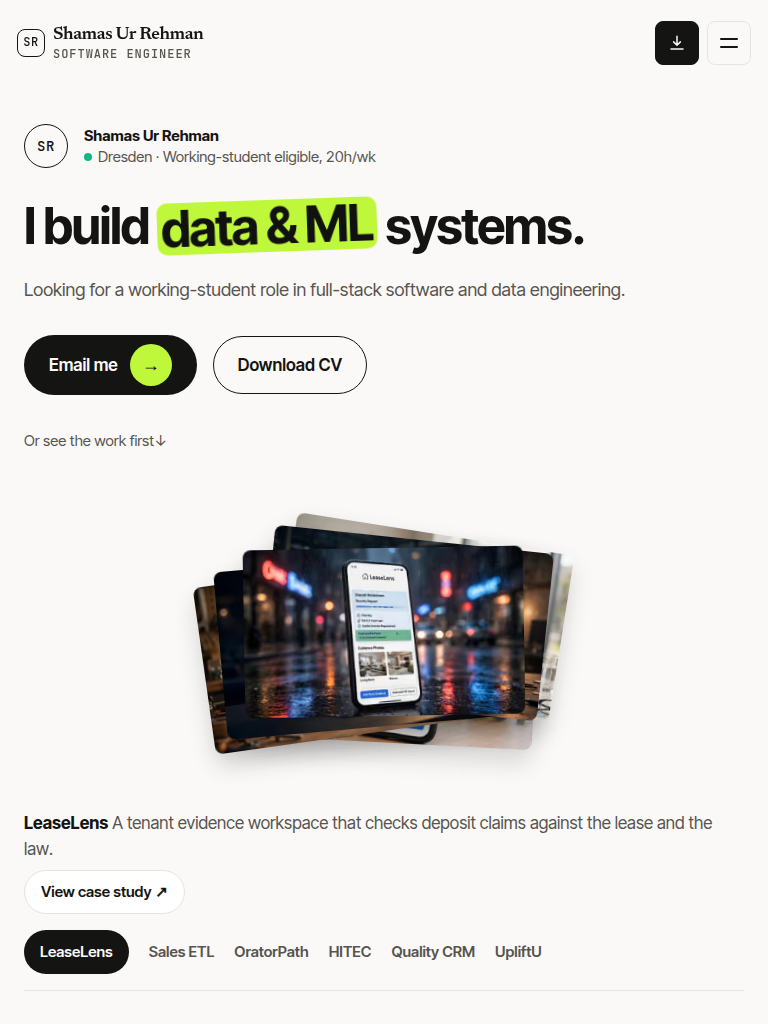 SR
Shamas Ur Rehman
SOFTWARE ENGINEER
SR
Shamas Ur Rehman
Dresden · Working-student eligible, 20h/wk
I build data & ML systems.
Looking for a working-student role in full-stack software and data engineering.
Email me →
Download CV
Or see the work first↓
LeaseLens
LeaseLens A tenant evidence workspace that checks deposit claims against the lease and the
law.
View case study ↗
LeaseLens Sales ETL OratorPath HITEC Quality CRM UpliftU